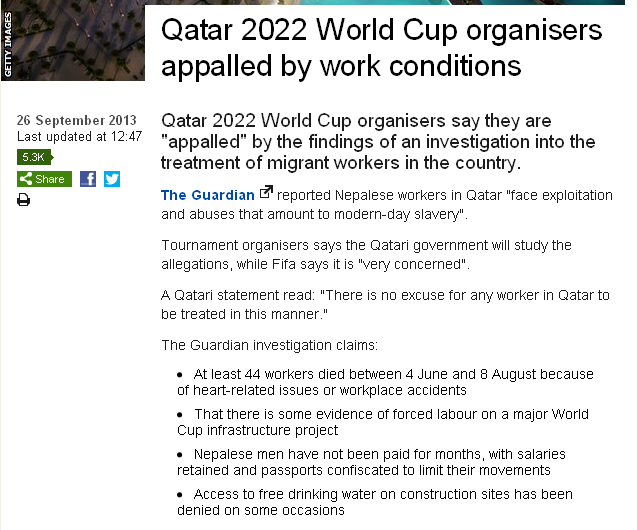 GETTY IMAGES
Qatar 2022 World Cup organisers
appalled by work conditions
26 September 2013
Last updated at 12:47
5.3K
Share
Qatar 2022 World Cup organisers say they are
"appalled" by the findings of an investigation into the
treatment of migrant workers in the country.
The Guardian reported Nepalese workers in Qatar "face exploitation
and abuses that amount to modern-day slavery".
Tournament organisers says the Qatari government will study the
allegations, while Fifa says it is "very concerned".
A Qatari statement read: "There is no excuse for any worker in Qatar to
be treated in this manner."
The Guardian investigation claims:
• At least 44 workers died between 4 June and 8 August because
of heart-related issues or workplace accidents
• That there is some evidence of forced labour on a major World
Cup infrastructure project
• Nepalese men have not been paid for months, with salaries
retained and passports confiscated to limit their movements
• Access to free drinking water on construction sites has been
denied on some occasions